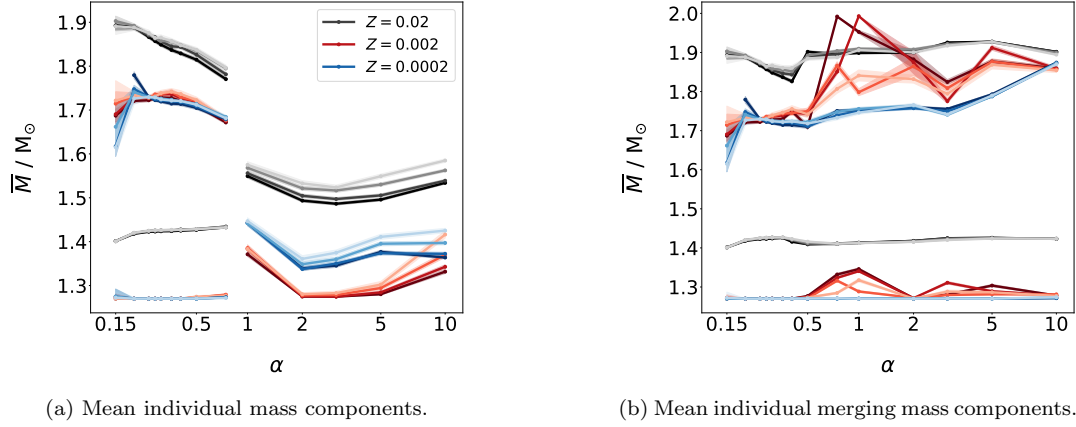 1.9
1.8
1.7
1.6
1.5
1.4
1.3
M̅ / M⊙
0.15 0.5 1 2 5 10
α
Z = 0.02
Z = 0.002
Z = 0.0002
(a) Mean individual mass components.
2.0
1.9
1.8
1.7
1.6
1.5
1.4
1.3
M̅ / M⊙
0.15 0.5 1 2 5 10
α
(b) Mean individual merging mass components.